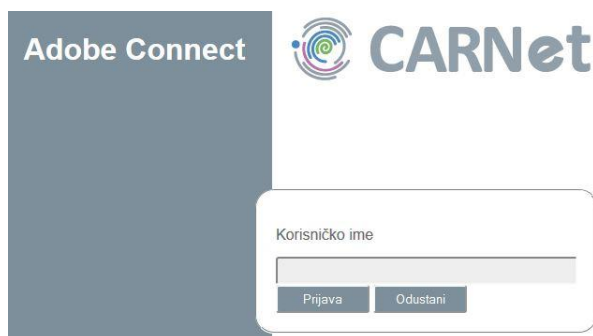 Adobe Connect
CARNet
Korisničko ime
Prijava
Odustani